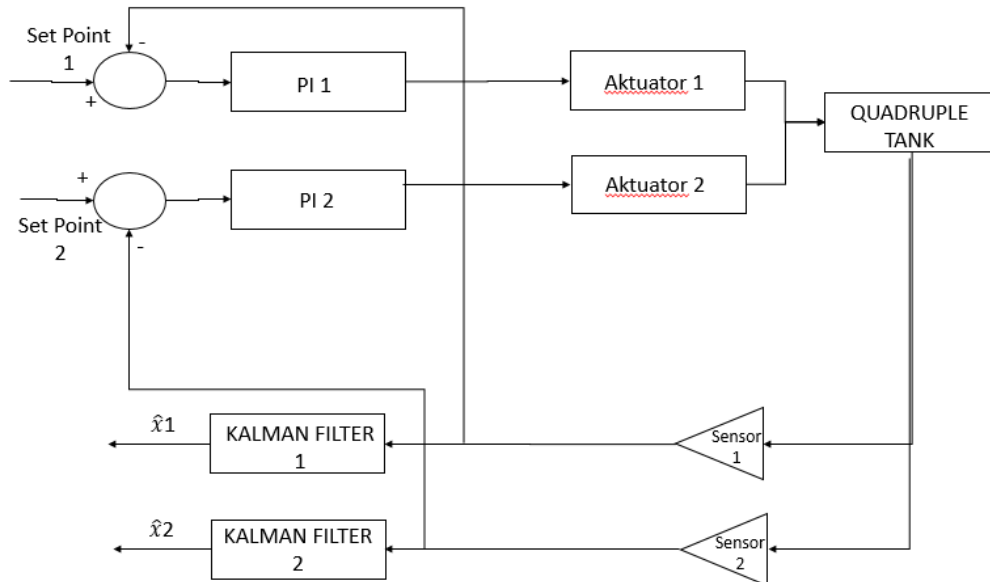 Set Point
1
-
+
PI 1
Aktuator 1
QUADRUPLE
TANK
+
Set Point
2
-
PI 2
Aktuator 2
x̂1
KALMAN FILTER
1
Sensor
1
x̂2
KALMAN FILTER
2
Sensor
2